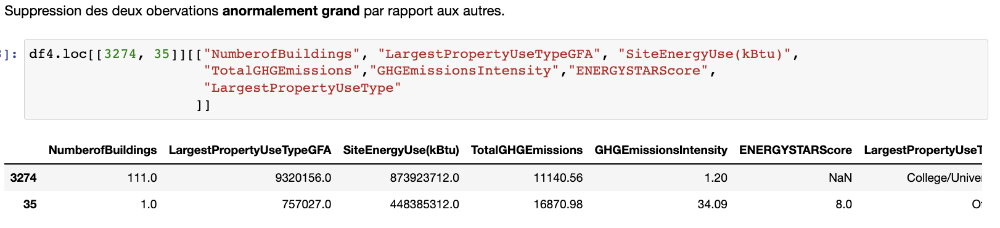 Suppression des deux obervations anormalement grand par rapport aux autres.
]: df4.loc[[3274, 35]][["NumberofBuildings", "LargestPropertyUseTypeGFA", "SiteEnergyUse(kBtu)",
"TotalGHGEmissions","GHGEmissionsIntensity","ENERGYSTARScore",
"LargestPropertyUseType"
]]
NumberofBuildings LargestPropertyUseTypeGFA SiteEnergyUse(kBtu) TotalGHGEmissions GHGEmissionsIntensity ENERGYSTARScore LargestPropertyUseT
3274 111.0 9320156.0 873923712.0 11140.56 1.20 NaN College/Univer
35 1.0 757027.0 448385312.0 16870.98 34.09 8.0 Of